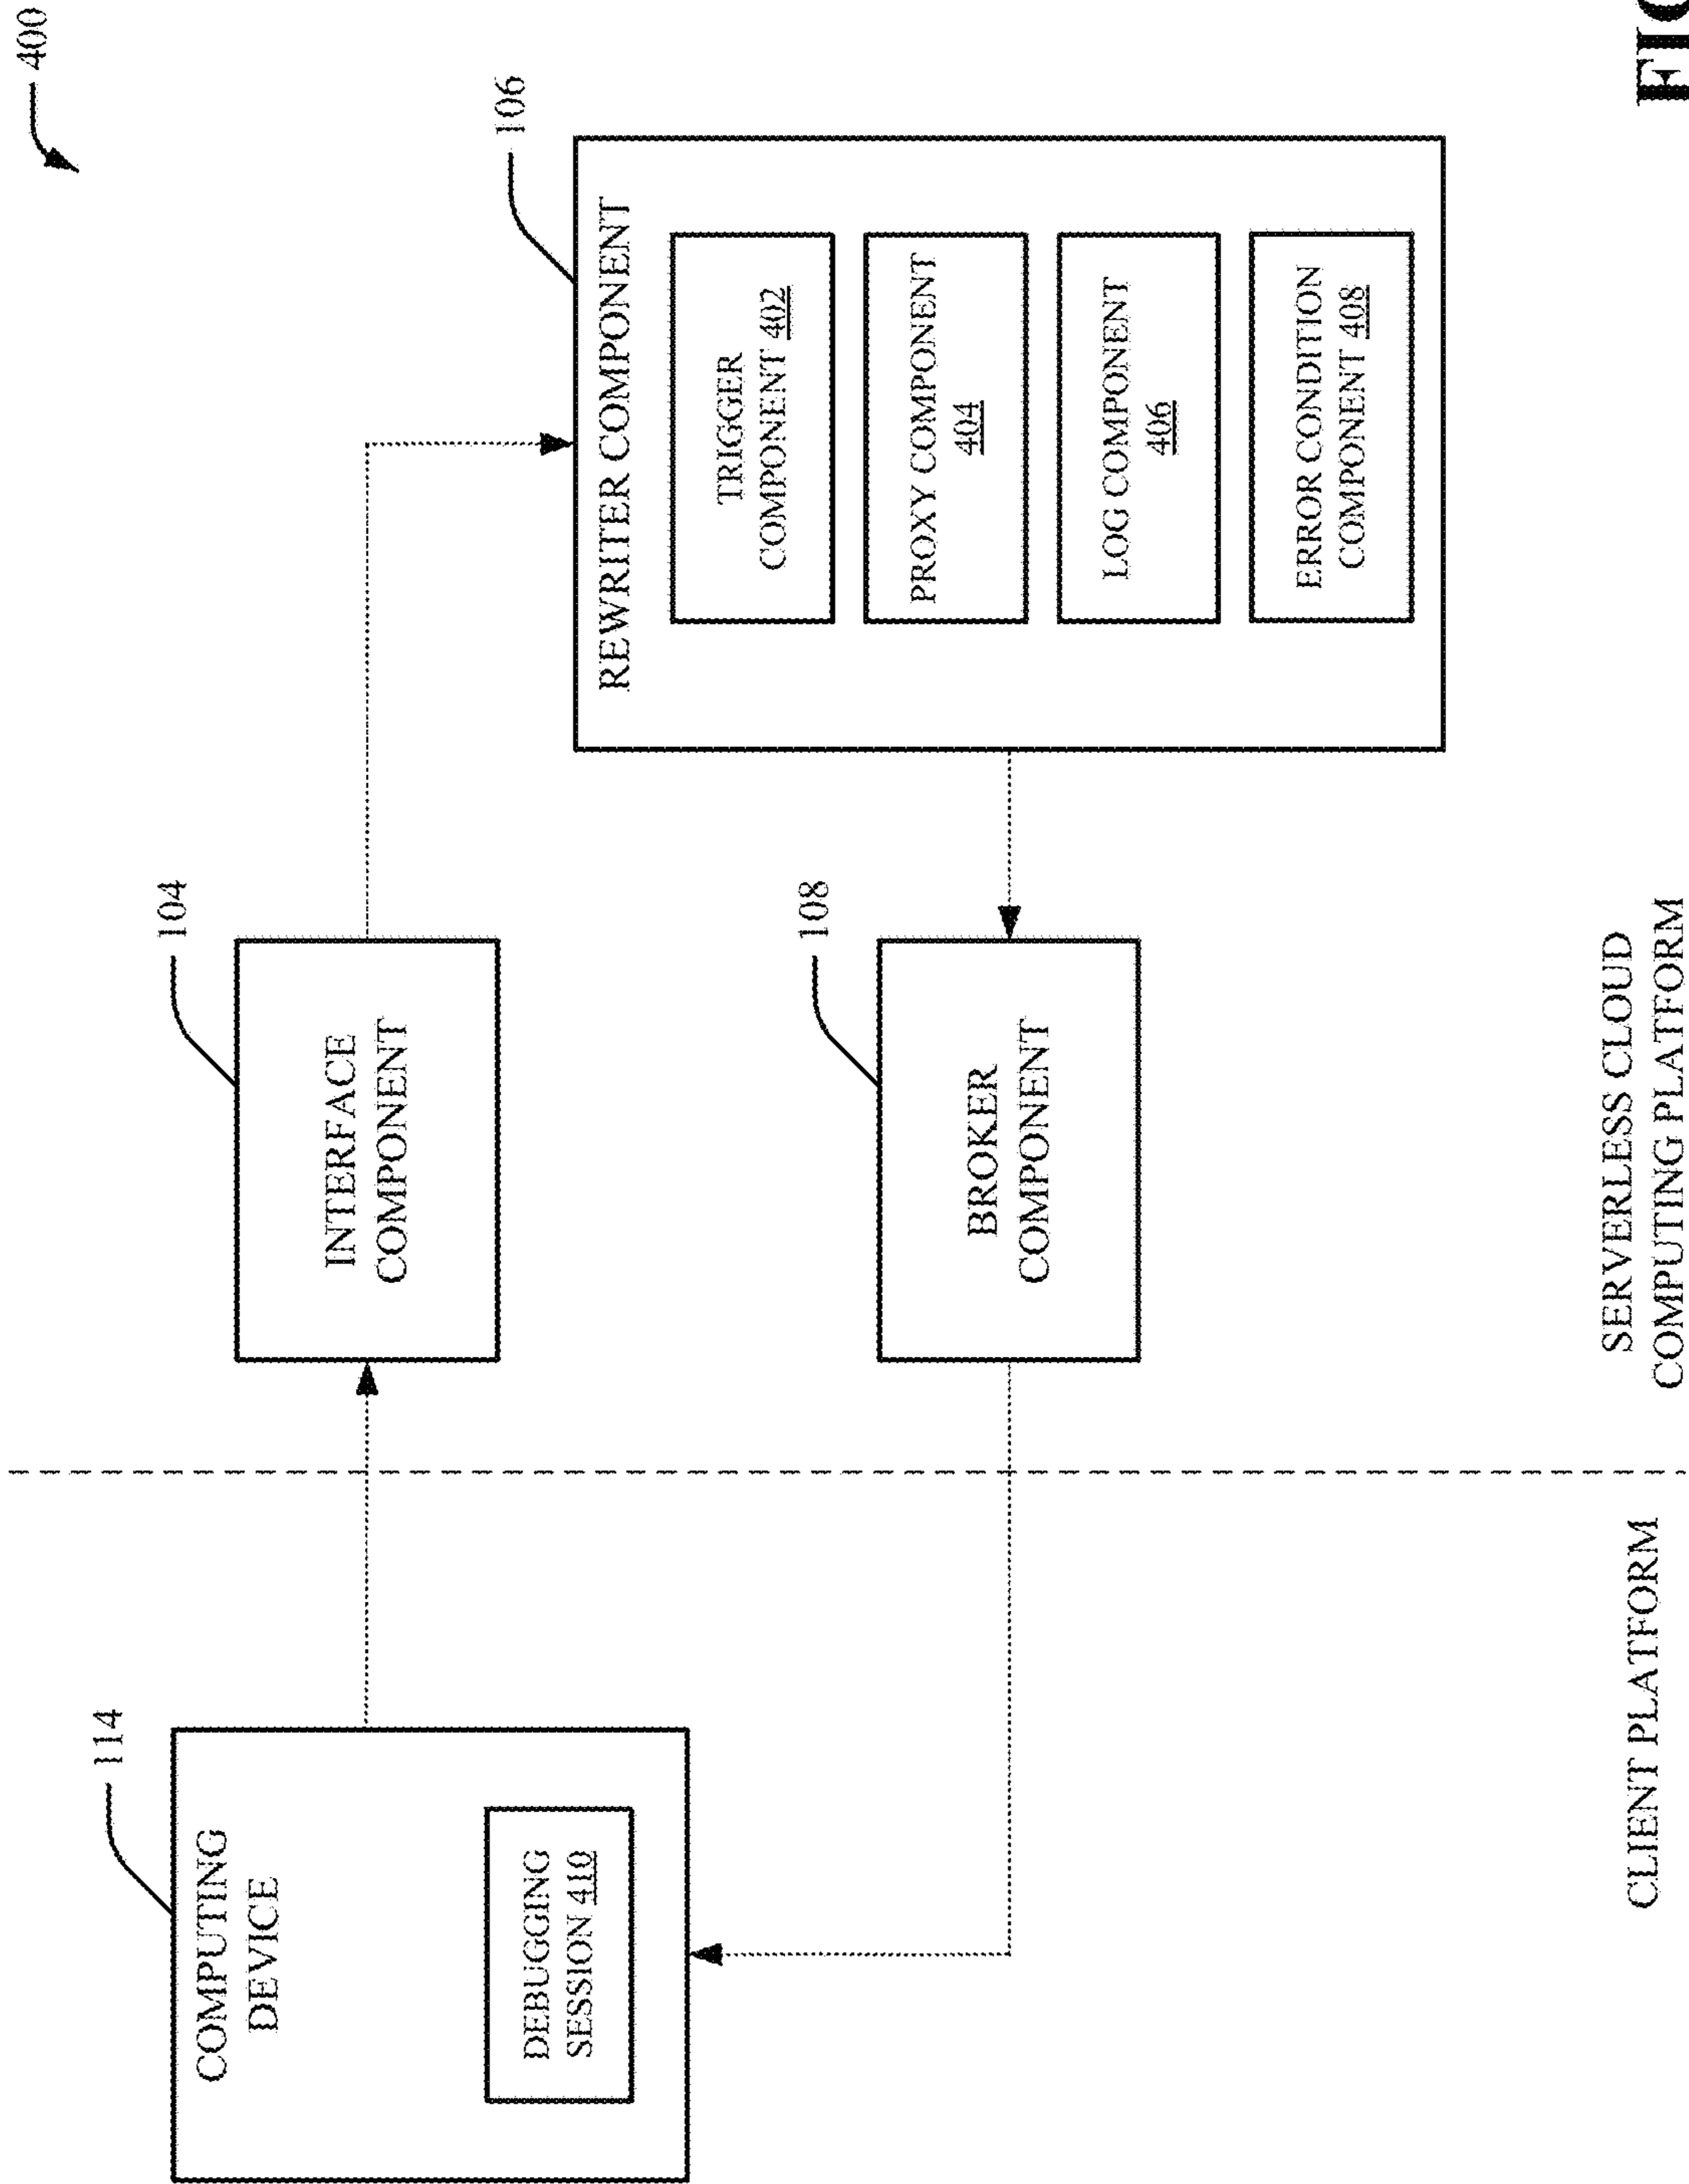 400
114
COMPUTING
DEVICE
DEBUGGING
SESSION 410
104
INTERFACE
COMPONENT
108
BROKER
COMPONENT
106
REWRITER COMPONENT
TRIGGER
COMPONENT 402
PROXY COMPONENT
404
LOG COMPONENT
406
ERROR CONDITION
COMPONENT 408
CLIENT PLATFORM
SERVERLESS CLOUD
COMPUTING PLATFORM